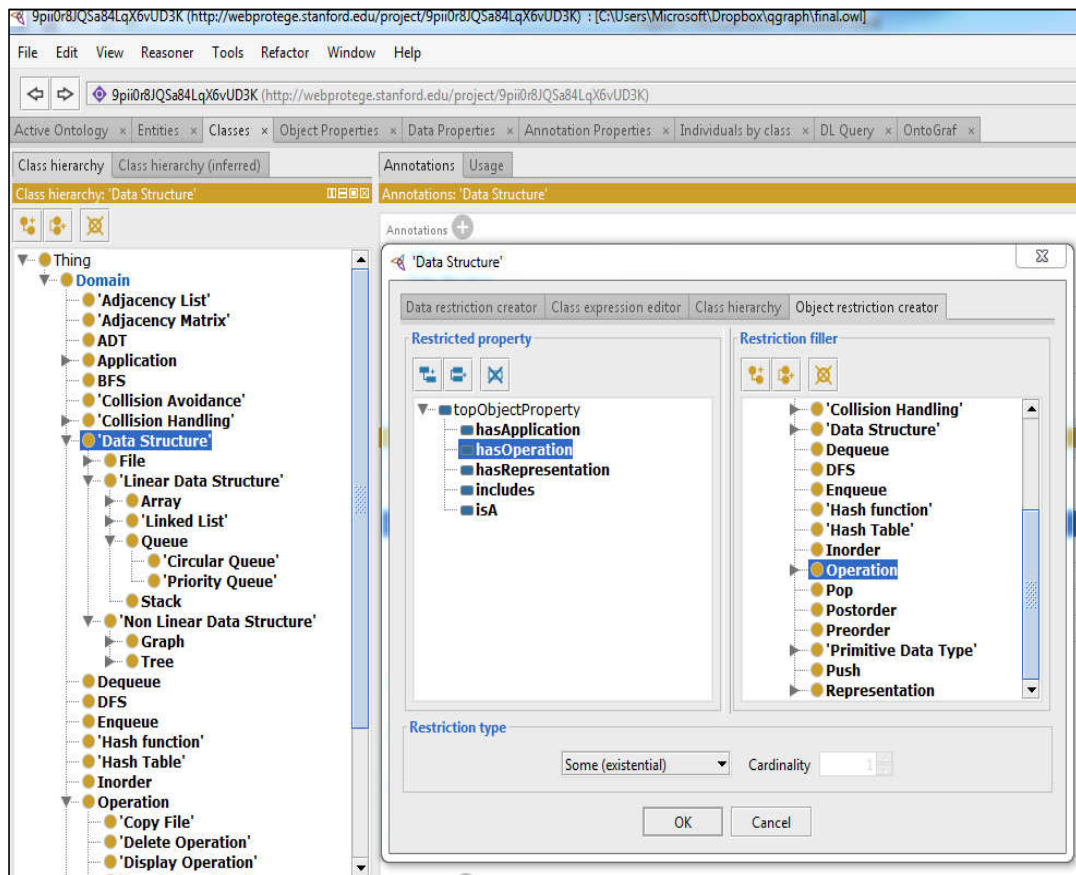 9pii0r8JQSa84LqX6vUD3K (http://webprotege.stanford.edu/project/9pii0r8JQSa84LqX6vUD3K) : [C:\Users\Microsoft\Dropbox\qgraph\final.owl]
File Edit View Reasoner Tools Refactor Window Help
9pii0r8JQSa84LqX6vUD3K (http://webprotege.stanford.edu/project/9pii0r8JQSa84LqX6vUD3K)
Active Ontology × Entities × Classes × Object Properties × Data Properties × Annotation Properties × Individuals by class × DL Query × OntoGraf ×
Class hierarchy Class hierarchy (inferred)
Class hierarchy: 'Data Structure'
Thing
Domain
'Adjacency List'
'Adjacency Matrix'
ADT
Application
BFS
'Collision Avoidance'
'Collision Handling'
'Data Structure'
File
'Linear Data Structure'
Array
'Linked List'
Queue
'Circular Queue'
'Priority Queue'
Stack
'Non Linear Data Structure'
Graph
Tree
Dequeue
DFS
Enqueue
'Hash function'
'Hash Table'
Inorder
Operation
'Copy File'
'Delete Operation'
'Display Operation'
Annotations Usage
Annotations: 'Data Structure'
Annotations
'Data Structure'
Data restriction creator Class expression editor Class hierarchy Object restriction creator
Restricted property
topObjectProperty
hasApplication
hasOperation
hasRepresentation
includes
isA
Restriction filler
'Collision Handling'
'Data Structure'
Dequeue
DFS
Enqueue
'Hash function'
'Hash Table'
Inorder
Operation
Pop
Postorder
Preorder
'Primitive Data Type'
Push
Representation
Restriction type
Some (existential) Cardinality 1
OK Cancel